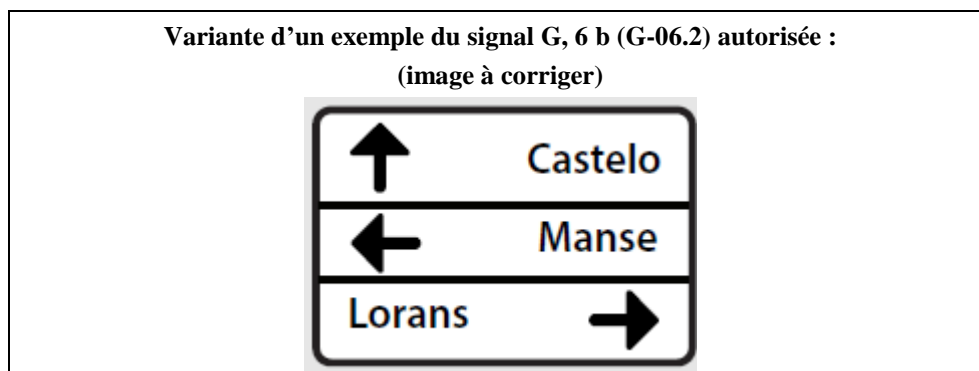 Variante d’un exemple du signal G, 6 b (G-06.2) autorisée :
(image à corriger)
Castelo
Manse
Lorans